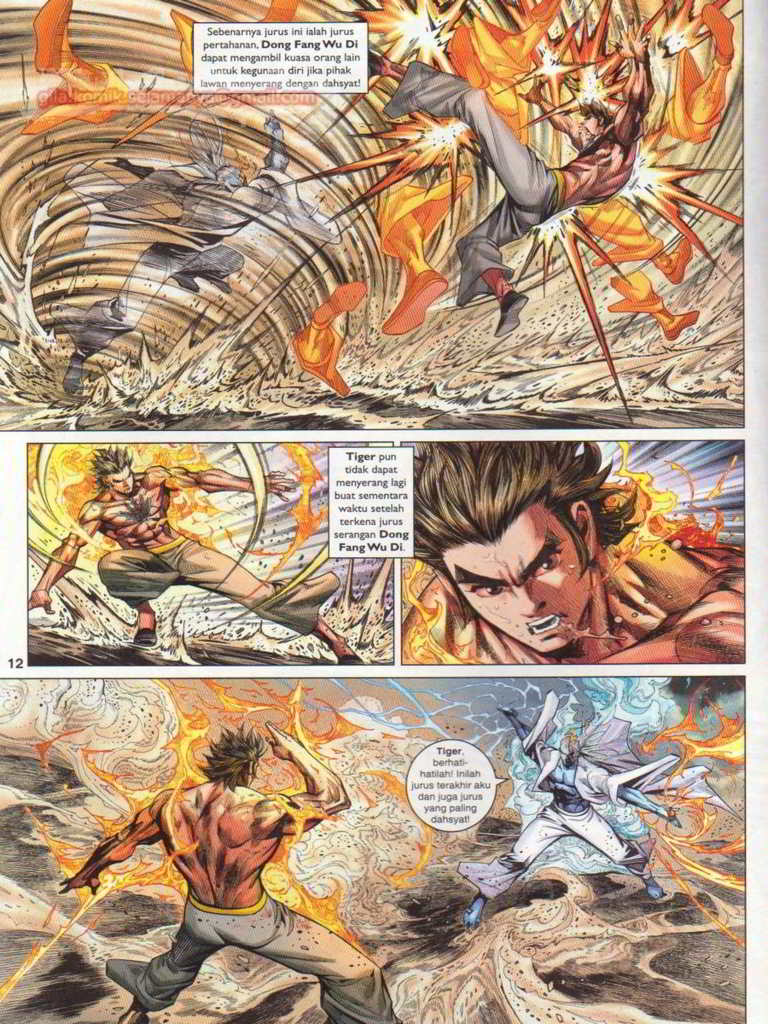 Sebenarnya jurus ini ialah jurus
pertahanan, Dong Fang Wu Di
dapat mengambil kuasa orang lain
untuk kegunaan diri jika pihak
lawan menyerang dengan dahsyat!
Tiger pun
tidak dapat
menyerang lagi
buat sementara
waktu setelah
terkena jurus
serangan Dong
Fang Wu Di.
12
Tiger,
berhati-
hatilah! Inilah
jurus terakhir aku
dan juga jurus
yang paling
dahsyat!